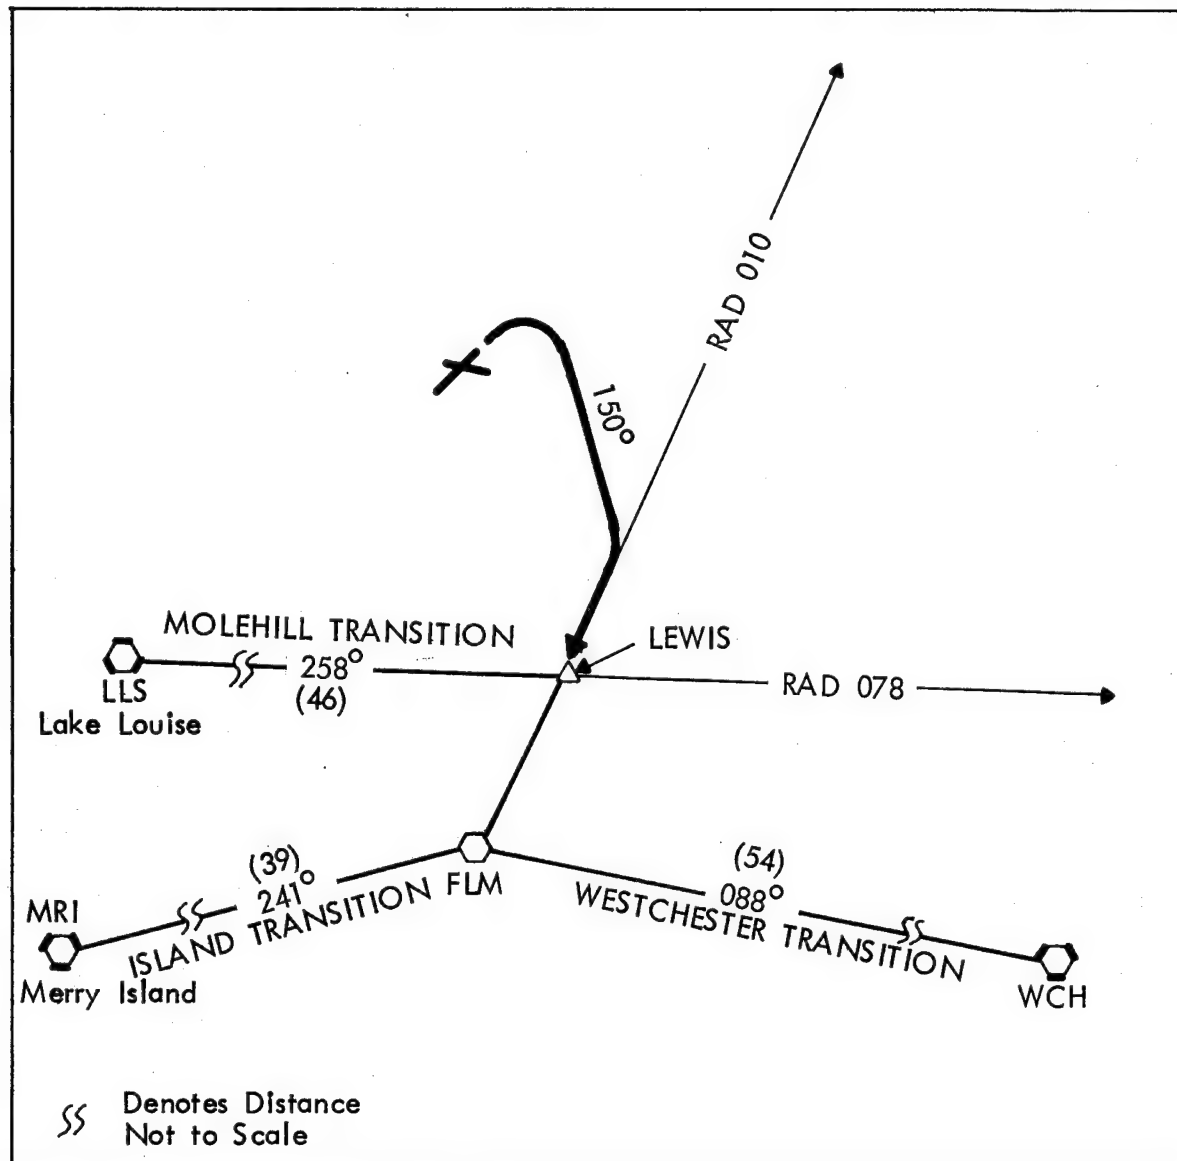 RAD 010
150°
MOLEHILL TRANSITION
LEWIS
258°
(46)
RAD 078
LLS
Lake Louise
(39)
241°
ISLAND TRANSITION
FLM
(54)
088°
WESTCHESTER TRANSITION
MRI
Merry Island
WCH
Denotes Distance
Not to Scale